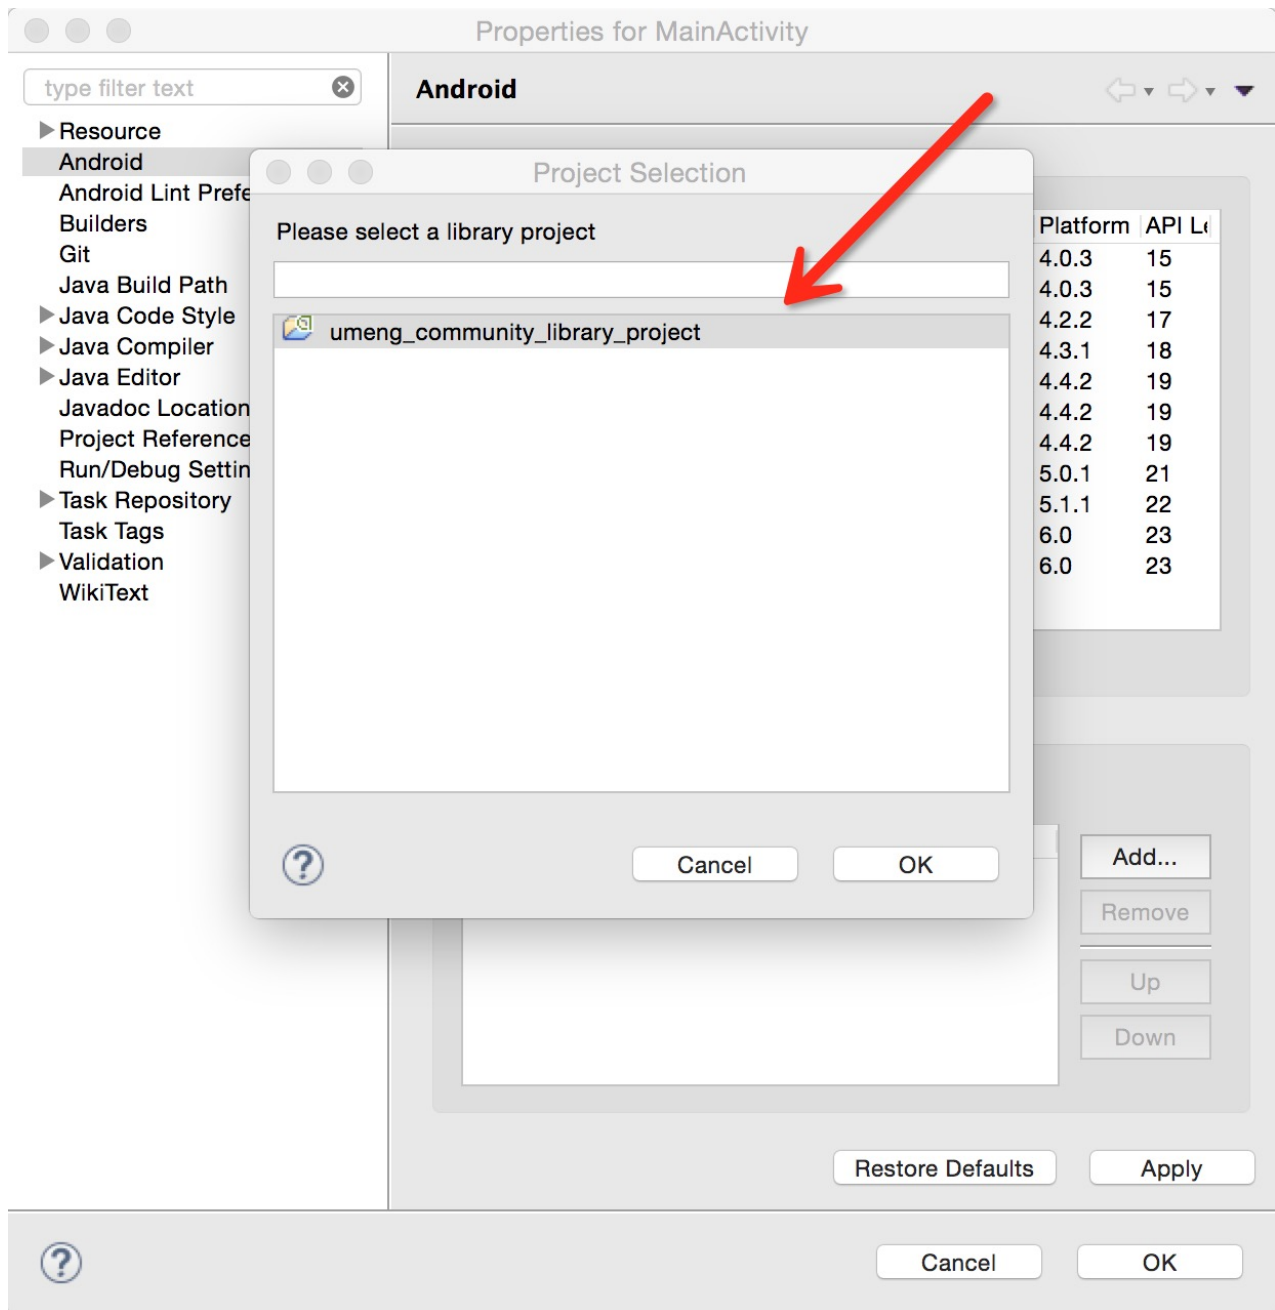 Properties for MainActivity
type filter text
Android
Resource
Android
Android Lint Prefe
Builders
Git
Java Build Path
Java Code Style
Java Compiler
Java Editor
Javadoc Location
Project Reference
Run/Debug Settin
Task Repository
Task Tags
Validation
WikiText
Project Selection
Please select a library project
umeng_community_library_project
Cancel
OK
Platform API Le
4.0.3 15
4.0.3 15
4.2.2 17
4.3.1 18
4.4.2 19
4.4.2 19
4.4.2 19
5.0.1 21
5.1.1 22
6.0 23
6.0 23
Add...
Remove
Up
Down
Restore Defaults
Apply
Cancel
OK